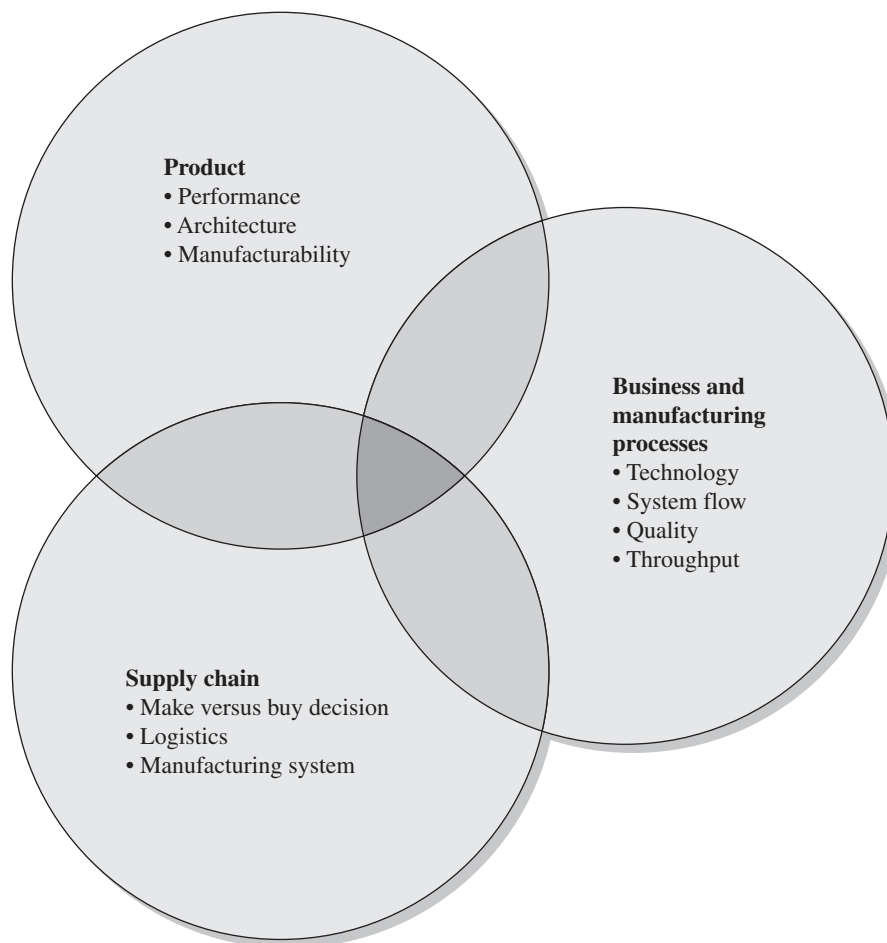 Product
• Performance
• Architecture
• Manufacturability
Business and
manufacturing
processes
• Technology
• System flow
• Quality
• Throughput
Supply chain
• Make versus buy decision
• Logistics
• Manufacturing system